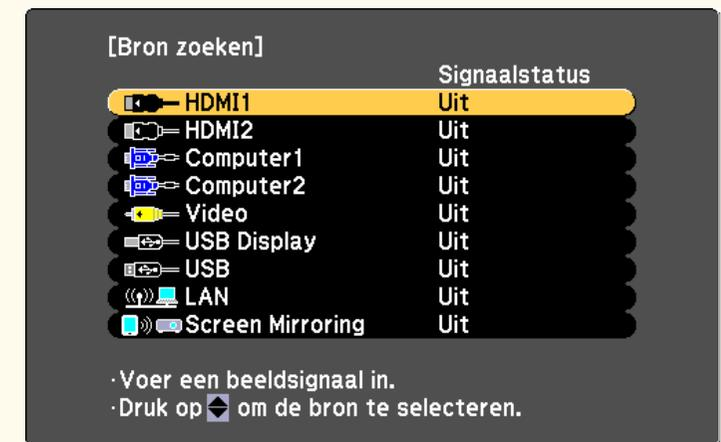 [Bron zoeken]
Signaalstatus
HDMI1 Uit
HDMI2 Uit
Computer1 Uit
Computer2 Uit
Video Uit
USB Display Uit
USB Uit
LAN Uit
Screen Mirroring Uit
·Voer een beeldsignaal in.
·Druk op om de bron te selecteren.